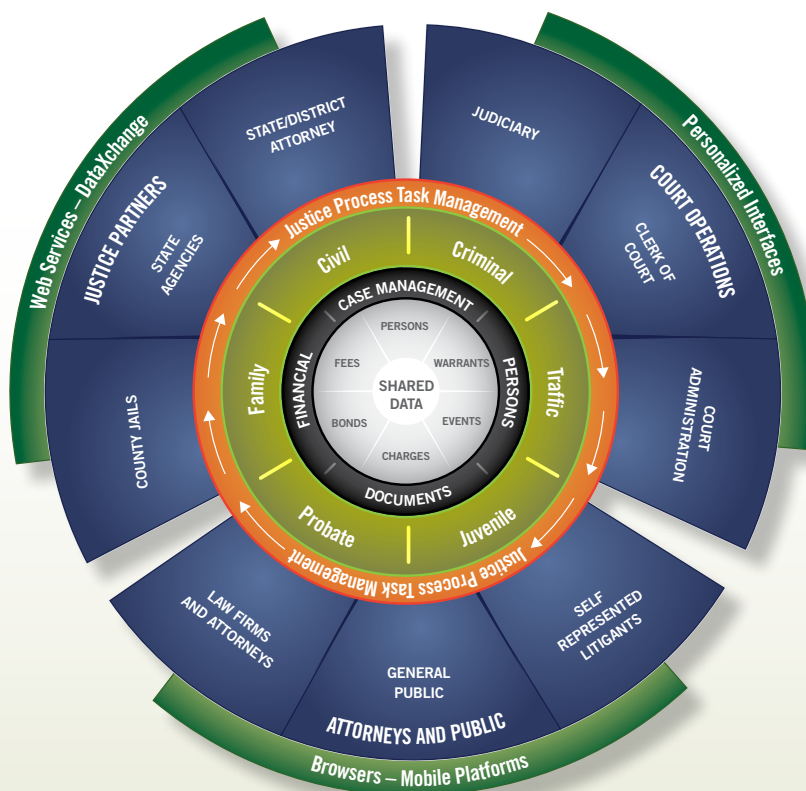 Web Services – DataXchange
JUSTICE PARTNERS
STATE/DISTRICT
ATTORNEY
STATE
AGENCIES
COUNTY JAILS
Personalized Interfaces
COURT OPERATIONS
JUDICIARY
CLERK OF
COURT
COURT
ADMINISTRATION
Justice Process Task Management
Civil
Criminal
Family
Traffic
Probate
Juvenile
CASE MANAGEMENT
FINANCIAL
PERSONS
DOCUMENTS
PERSONS
FEES
WARRANTS
SHARED
DATA
BONDS
EVENTS
CHARGES
Justice Process Task Management
LAW FIRMS
AND ATTORNEYS
GENERAL
PUBLIC
SELF
REPRESENTED
LITIGANTS
ATTORNEYS AND PUBLIC
Browsers – Mobile Platforms